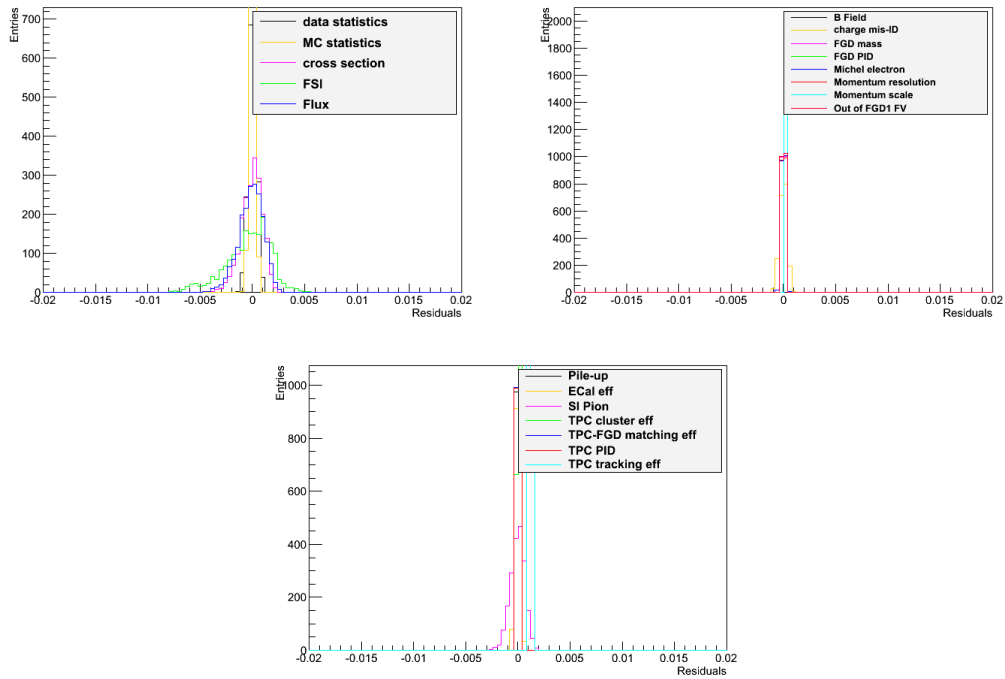 Entries
700
600
500
400
300
200
100
0
-0.02 -0.015 -0.01 -0.005 0 0.005 0.01 0.015 0.02
Residuals
data statistics
MC statistics
cross section
FSI
Flux
Entries
2000
1800
1600
1400
1200
1000
800
600
400
200
0
-0.02 -0.015 -0.01 -0.005 0 0.005 0.01 0.015 0.02
Residuals
B Field
charge mis-ID
FGD mass
FGD PID
Michel electron
Momentum resolution
Momentum scale
Out of FGD1 FV
Entries
1000
800
600
400
200
0
-0.02 -0.015 -0.01 -0.005 0 0.005 0.01 0.015 0.02
Residuals
Pile-up
ECal eff
SI Pion
TPC cluster eff
TPC-FGD matching eff
TPC PID
TPC tracking eff